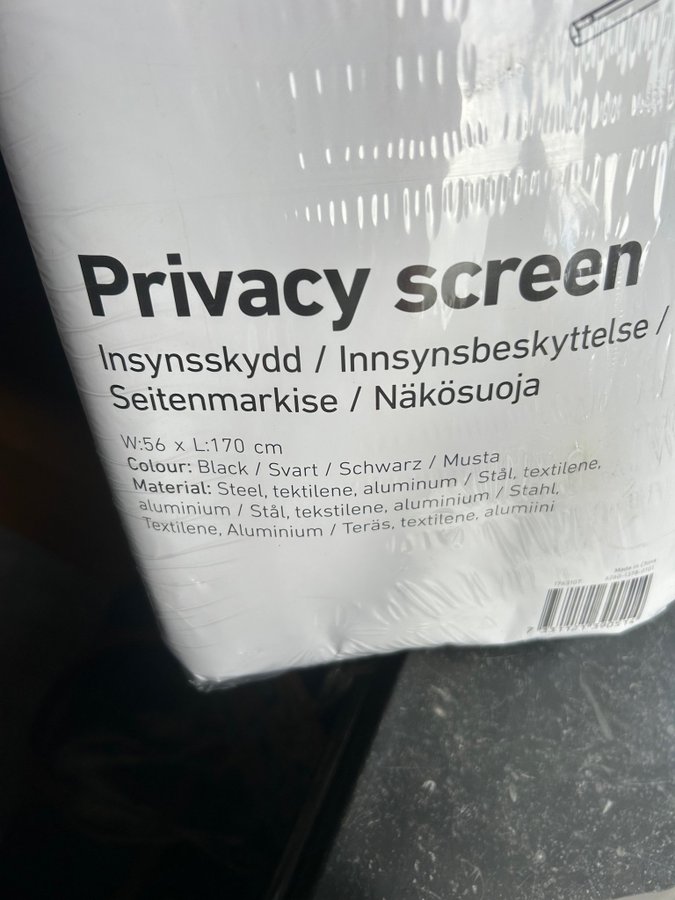 Privacy screen
Insynsskydd / Innsynsbeskyttelse /
Seitenmarkise / Näkösuoja
W:56 x L:170 cm
Colour: Black / Svart / Schwarz / Musta
Material: Steel, tektilene, aluminum / Stål, textilene,
aluminium / Stål, tekstilene, aluminium / Stahl,
Textilene, Aluminium / Teräs, textilene, alumiini
Made in China